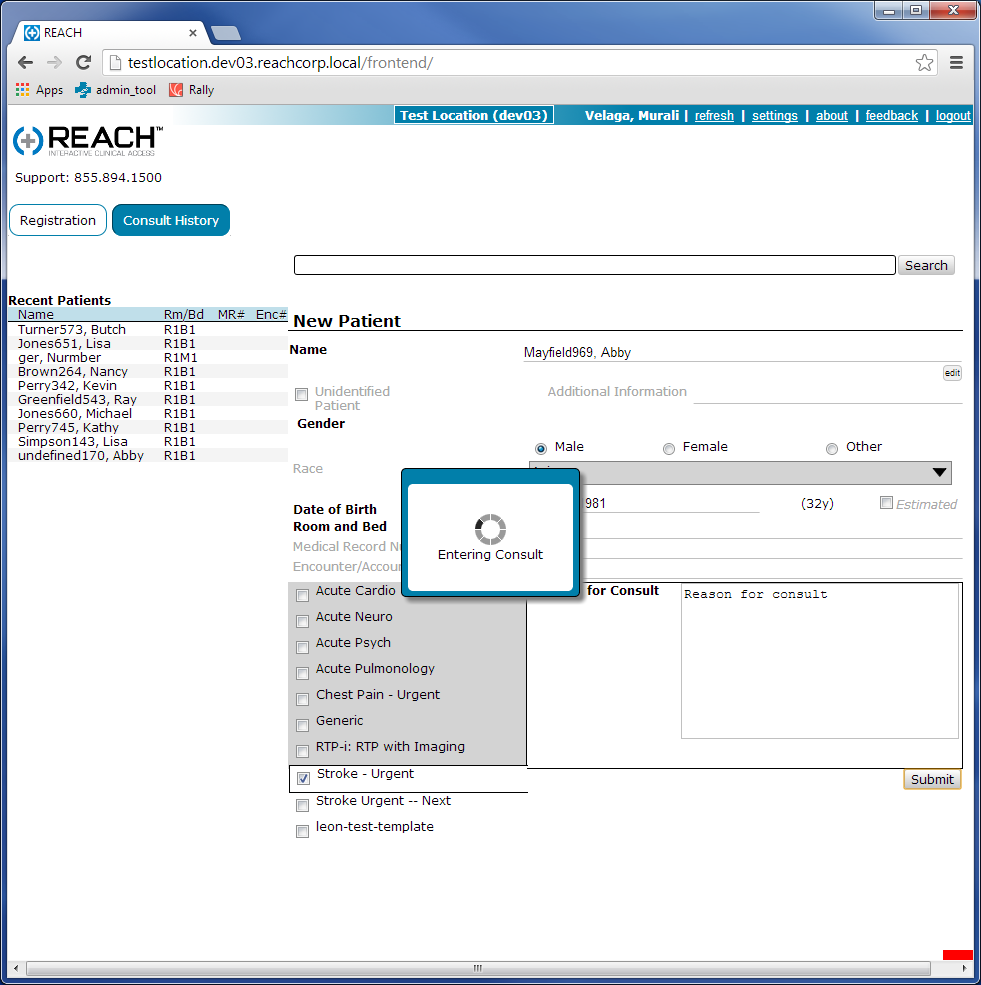 REACH
testlocation.dev03.reachcorp.local/frontend/
Apps admin_tool Rally
Test Location (dev03) Velaga, Murali | refresh | settings | about | feedback | logout
REACH™
INTERACTIVE CLINICAL ACCESS
Support: 855.894.1500
Registration Consult History
Search
Recent Patients
Name Rm/Bd MR# Enc#
Turner573, Butch R1B1
Jones651, Lisa R1B1
ger, Nurmber R1M1
Brown264, Nancy R1B1
Perry342, Kevin R1B1
Greenfield543, Ray R1B1
Jones660, Michael R1B1
Perry745, Kathy R1B1
Simpson143, Lisa R1B1
undefined170, Abby R1B1
New Patient
Name Mayfield969, Abby
edit
Unidentified Patient Additional Information
Gender
Male Female Other
Race
Date of Birth 981 (32y) Estimated
Room and Bed
Medical Record
Encounter/Accou
Entering Consult
Acute Cardio
Acute Neuro
Acute Psych
Acute Pulmonology
Chest Pain - Urgent
Generic
RTP-i: RTP with Imaging
Stroke - Urgent
Stroke Urgent -- Next
leon-test-template
for Consult
Reason for consult
Submit